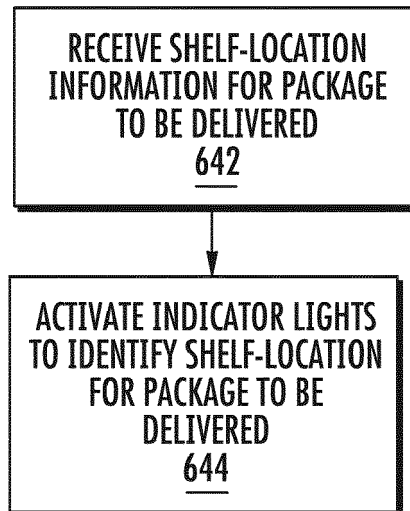 RECEIVE SHELF-LOCATION
INFORMATION FOR PACKAGE
TO BE DELIVERED
642
ACTIVATE INDICATOR LIGHTS
TO IDENTIFY SHELF-LOCATION
FOR PACKAGE TO BE
DELIVERED
644